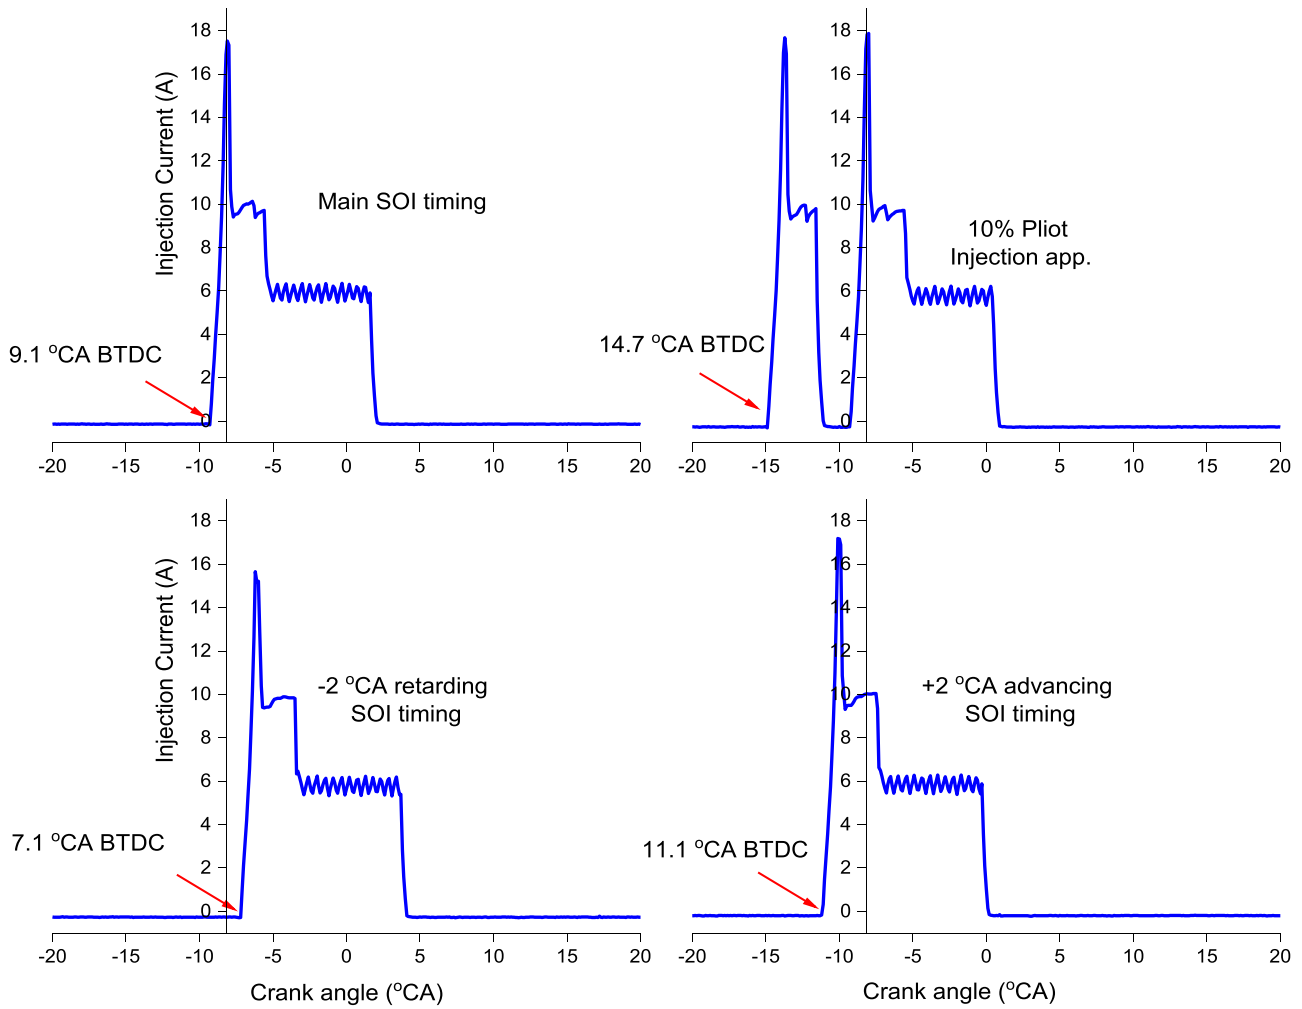 18
16
14
12
10
8
6
4
2
0
Injection Current (A)
Main SOI timing
9.1 °CA BTDC
-20 -15 -10 -5 0 5 10 15 20
18
16
14
12
10
8
6
4
2
0
10% Pliot
Injection app.
14.7 °CA BTDC
-20 -15 -10 -5 0 5 10 15 20
18
16
14
12
10
8
6
4
2
0
Injection Current (A)
-2 °CA retarding
SOI timing
7.1 °CA BTDC
-20 -15 -10 -5 0 5 10 15 20
Crank angle (°CA)
18
16
14
12
10
8
6
4
2
0
+2 °CA advancing
SOI timing
11.1 °CA BTDC
-20 -15 -10 -5 0 5 10 15 20
Crank angle (°CA)